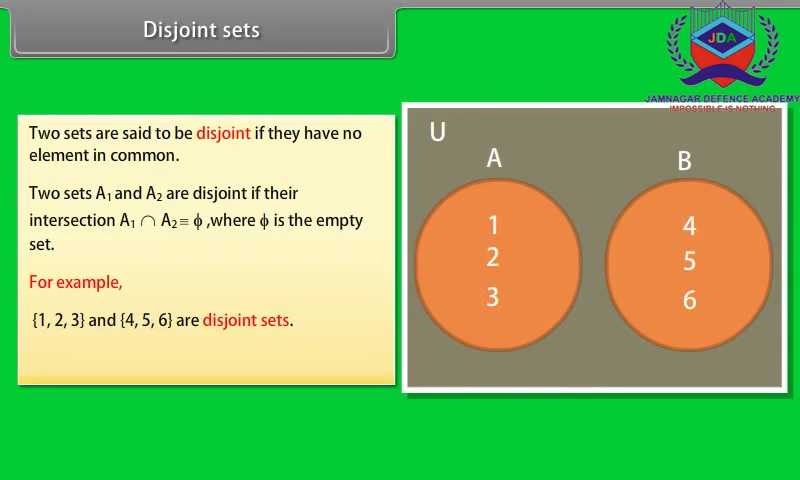 Disjoint sets
JDA
JAMNAGAR DEFENCE ACADEMY
IMPOSSIBLE IS NOTHING
Two sets are said to be disjoint if they have no
element in common.
Two sets A₁ and A₂ are disjoint if their
intersection A₁ ∩ A₂ ≡ ϕ ,where ϕ is the empty
set.
For example,
{1, 2, 3} and {4, 5, 6} are disjoint sets.
U
A
1
2
3
B
4
5
6